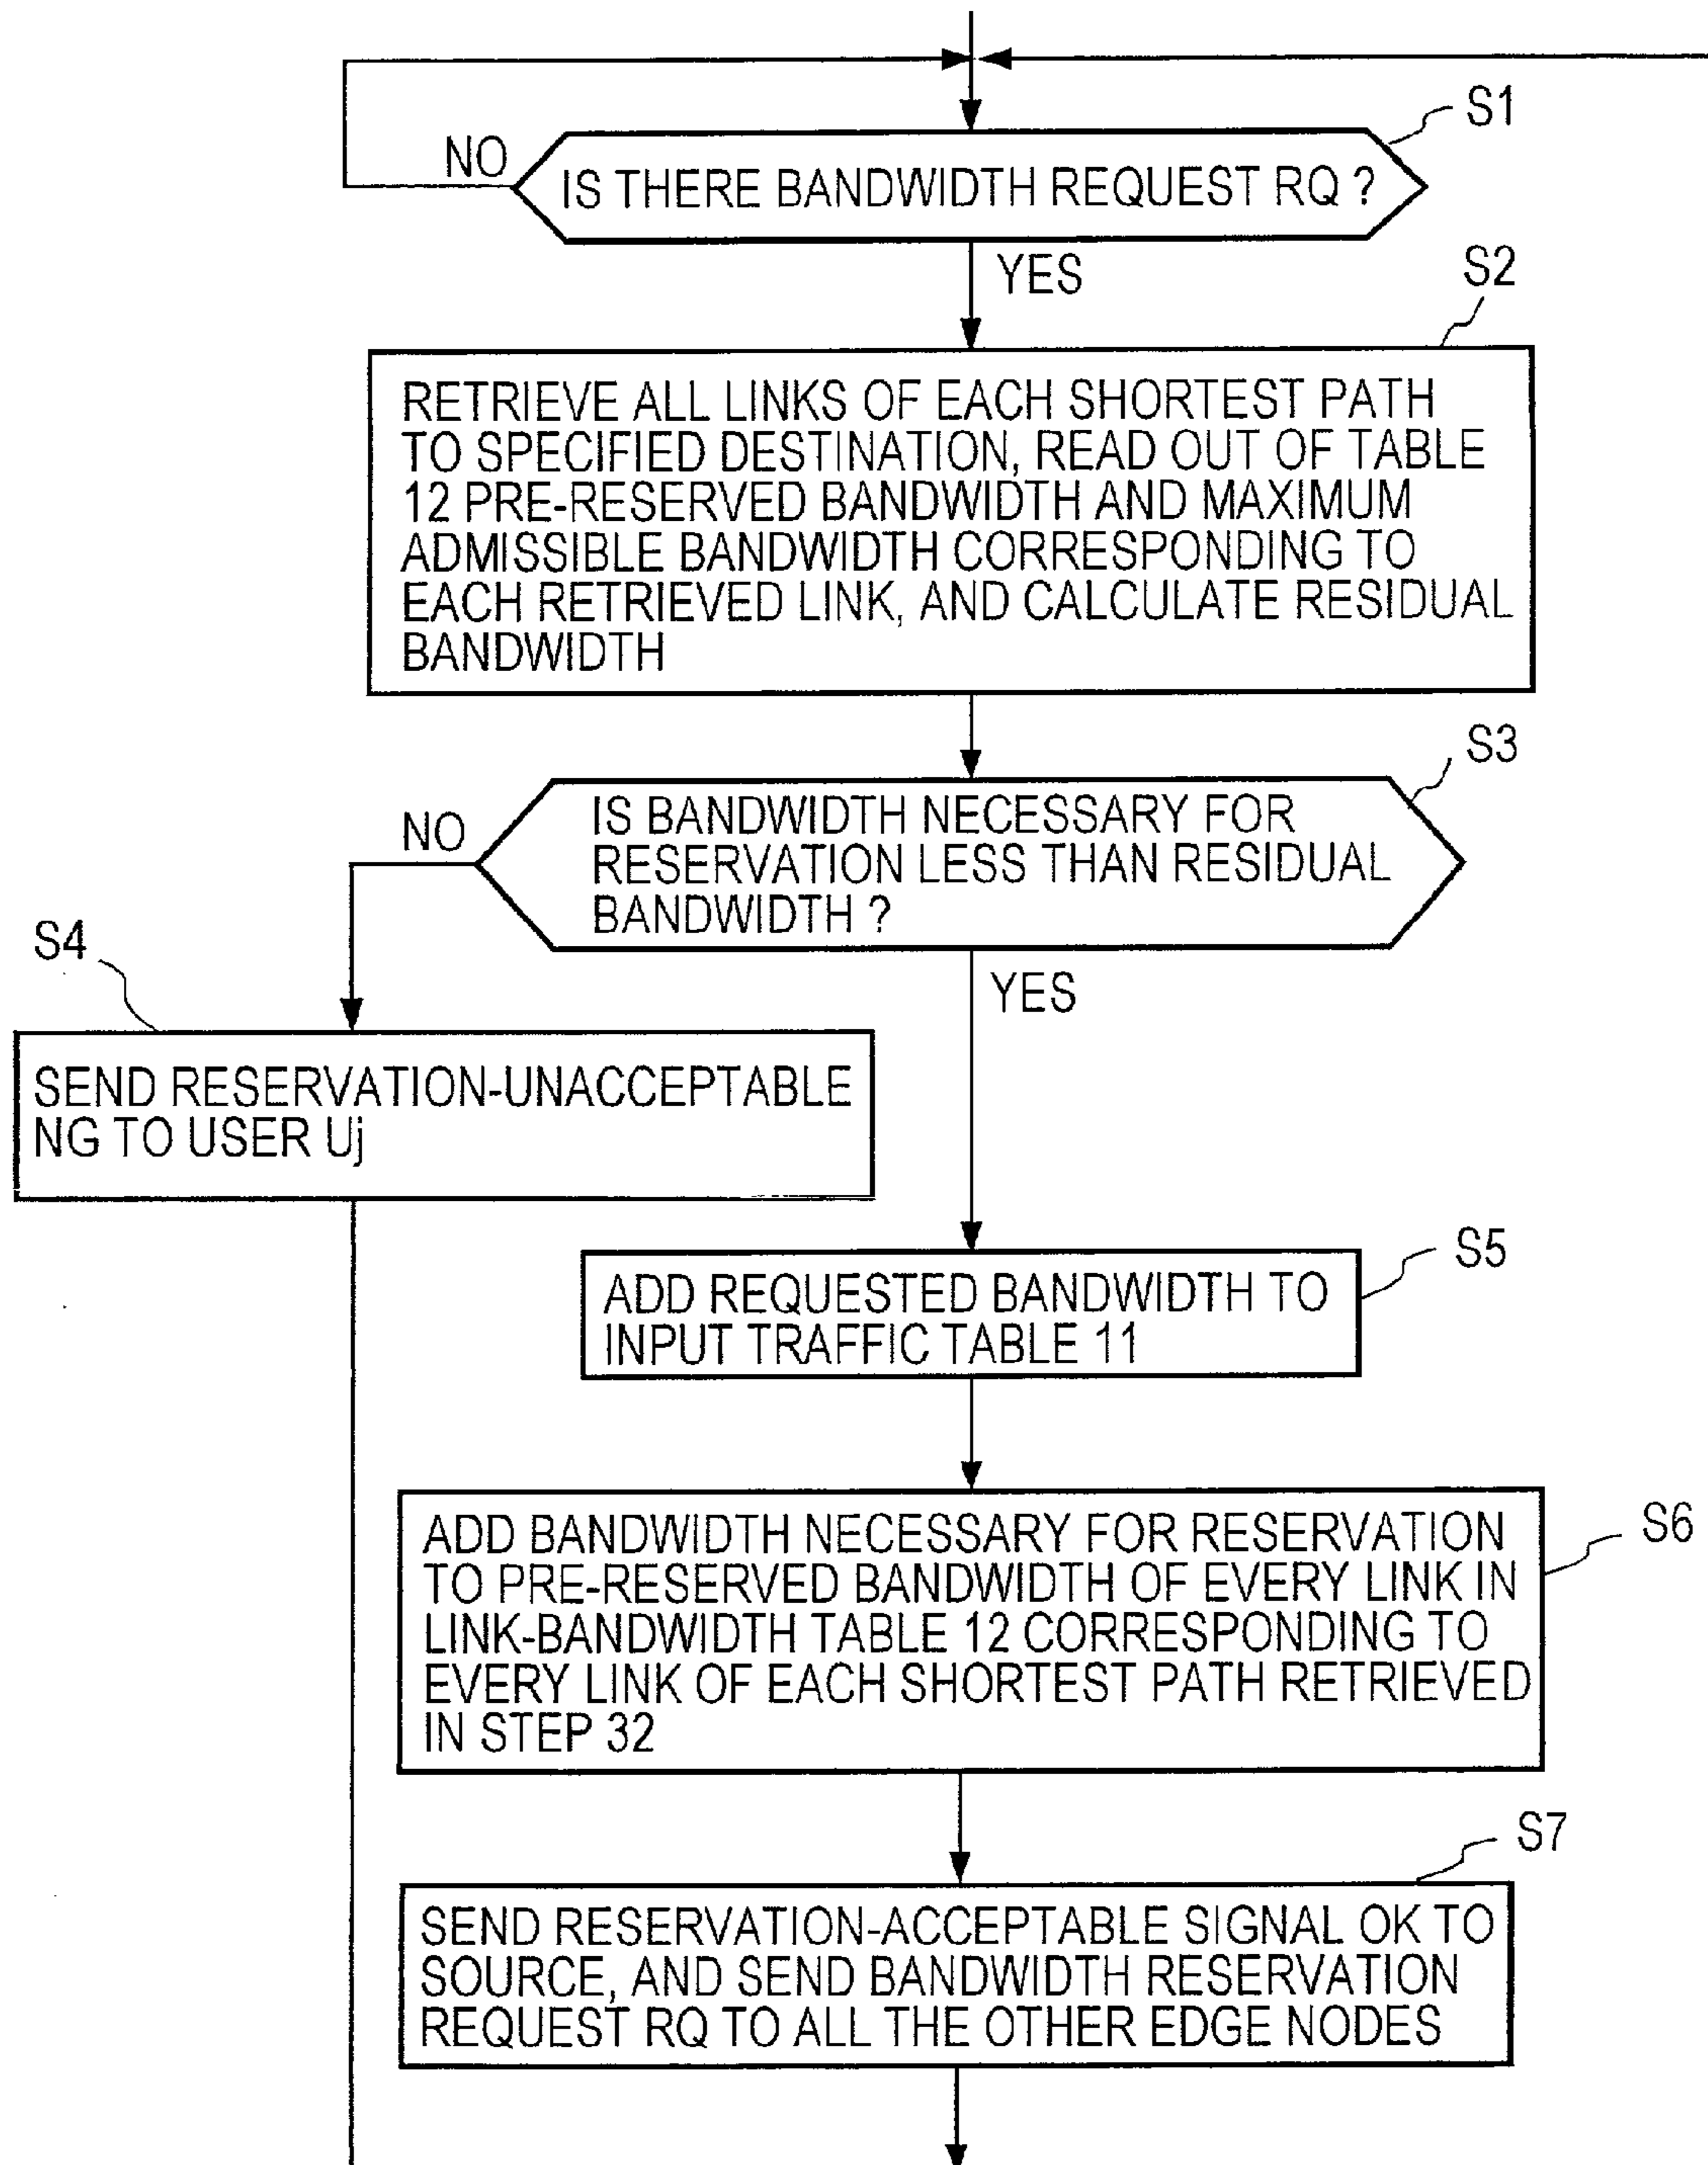 S1
NO
IS THERE BANDWIDTH REQUEST RQ ?
YES
S2
RETRIEVE ALL LINKS OF EACH SHORTEST PATH
TO SPECIFIED DESTINATION, READ OUT OF TABLE
12 PRE-RESERVED BANDWIDTH AND MAXIMUM
ADMISSIBLE BANDWIDTH CORRESPONDING TO
EACH RETRIEVED LINK, AND CALCULATE RESIDUAL
BANDWIDTH
S3
NO
IS BANDWIDTH NECESSARY FOR
RESERVATION LESS THAN RESIDUAL
BANDWIDTH ?
S4
YES
SEND RESERVATION-UNACCEPTABLE
NG TO USER Uj
S5
ADD REQUESTED BANDWIDTH TO
INPUT TRAFFIC TABLE 11
S6
ADD BANDWIDTH NECESSARY FOR RESERVATION
TO PRE-RESERVED BANDWIDTH OF EVERY LINK IN
LINK-BANDWIDTH TABLE 12 CORRESPONDING TO
EVERY LINK OF EACH SHORTEST PATH RETRIEVED
IN STEP 32
S7
SEND RESERVATION-ACCEPTABLE SIGNAL OK TO
SOURCE, AND SEND BANDWIDTH RESERVATION
REQUEST RQ TO ALL THE OTHER EDGE NODES